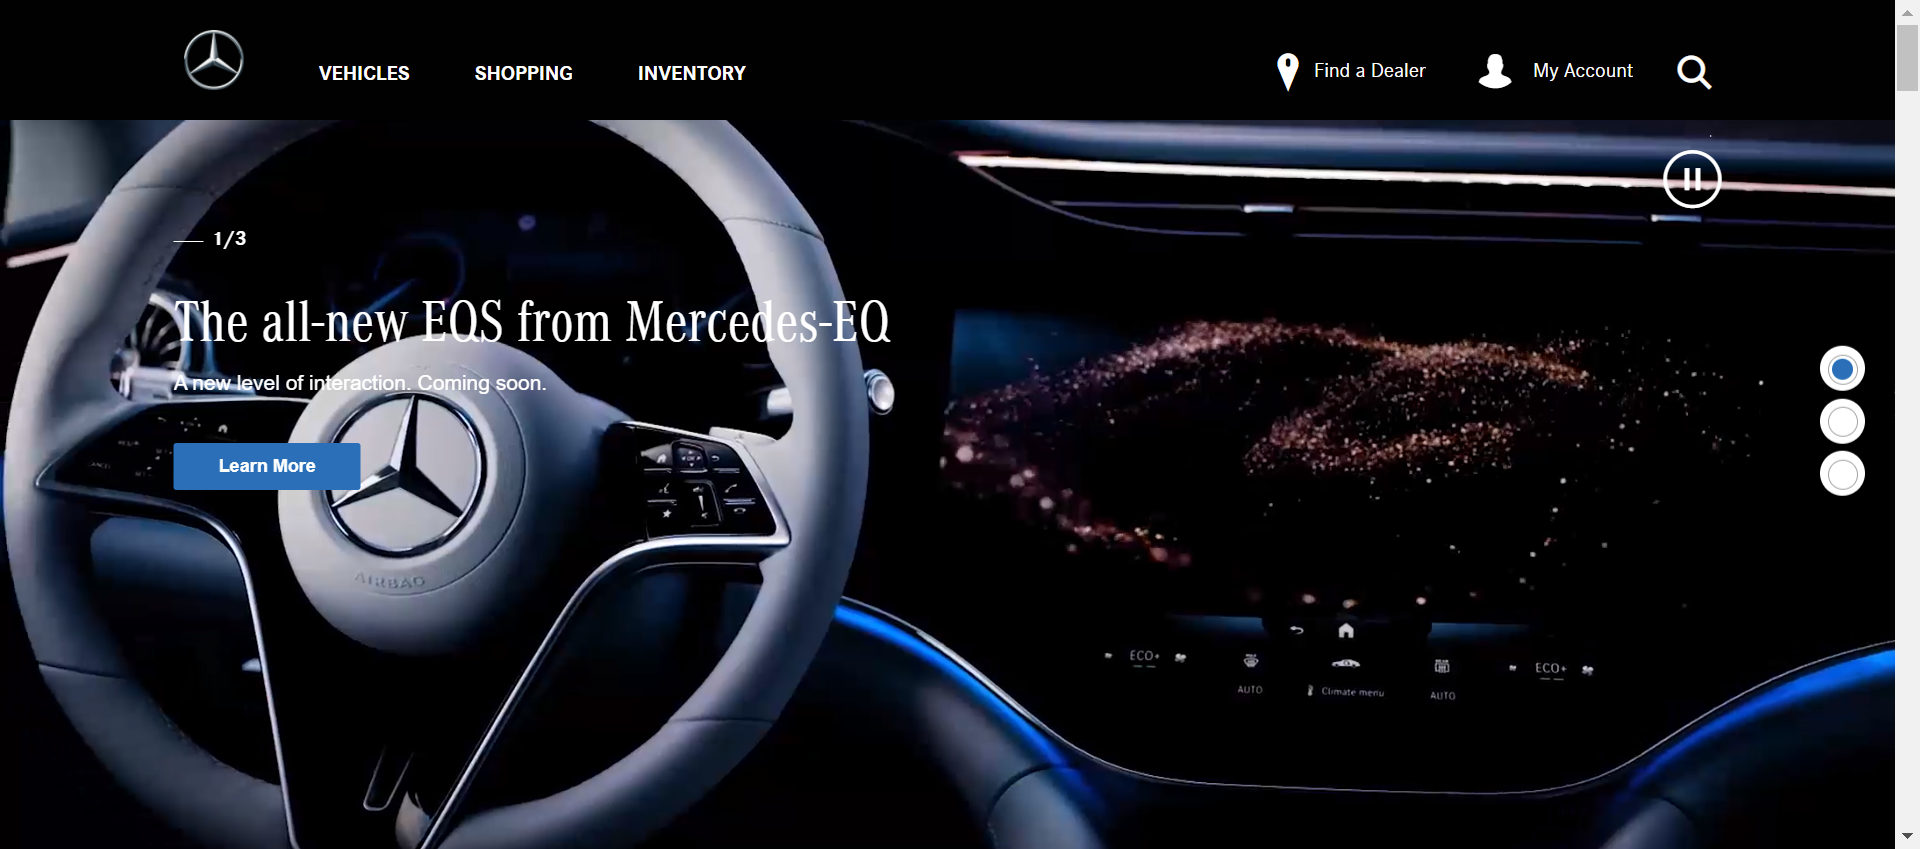 VEHICLES SHOPPING INVENTORY
Find a Dealer My Account
1/3
The all-new EQS from Mercedes-EQ
A new level of interaction. Coming soon.
Learn More
AIRBAG
ECO+ ECO+
AUTO Climate menu AUTO